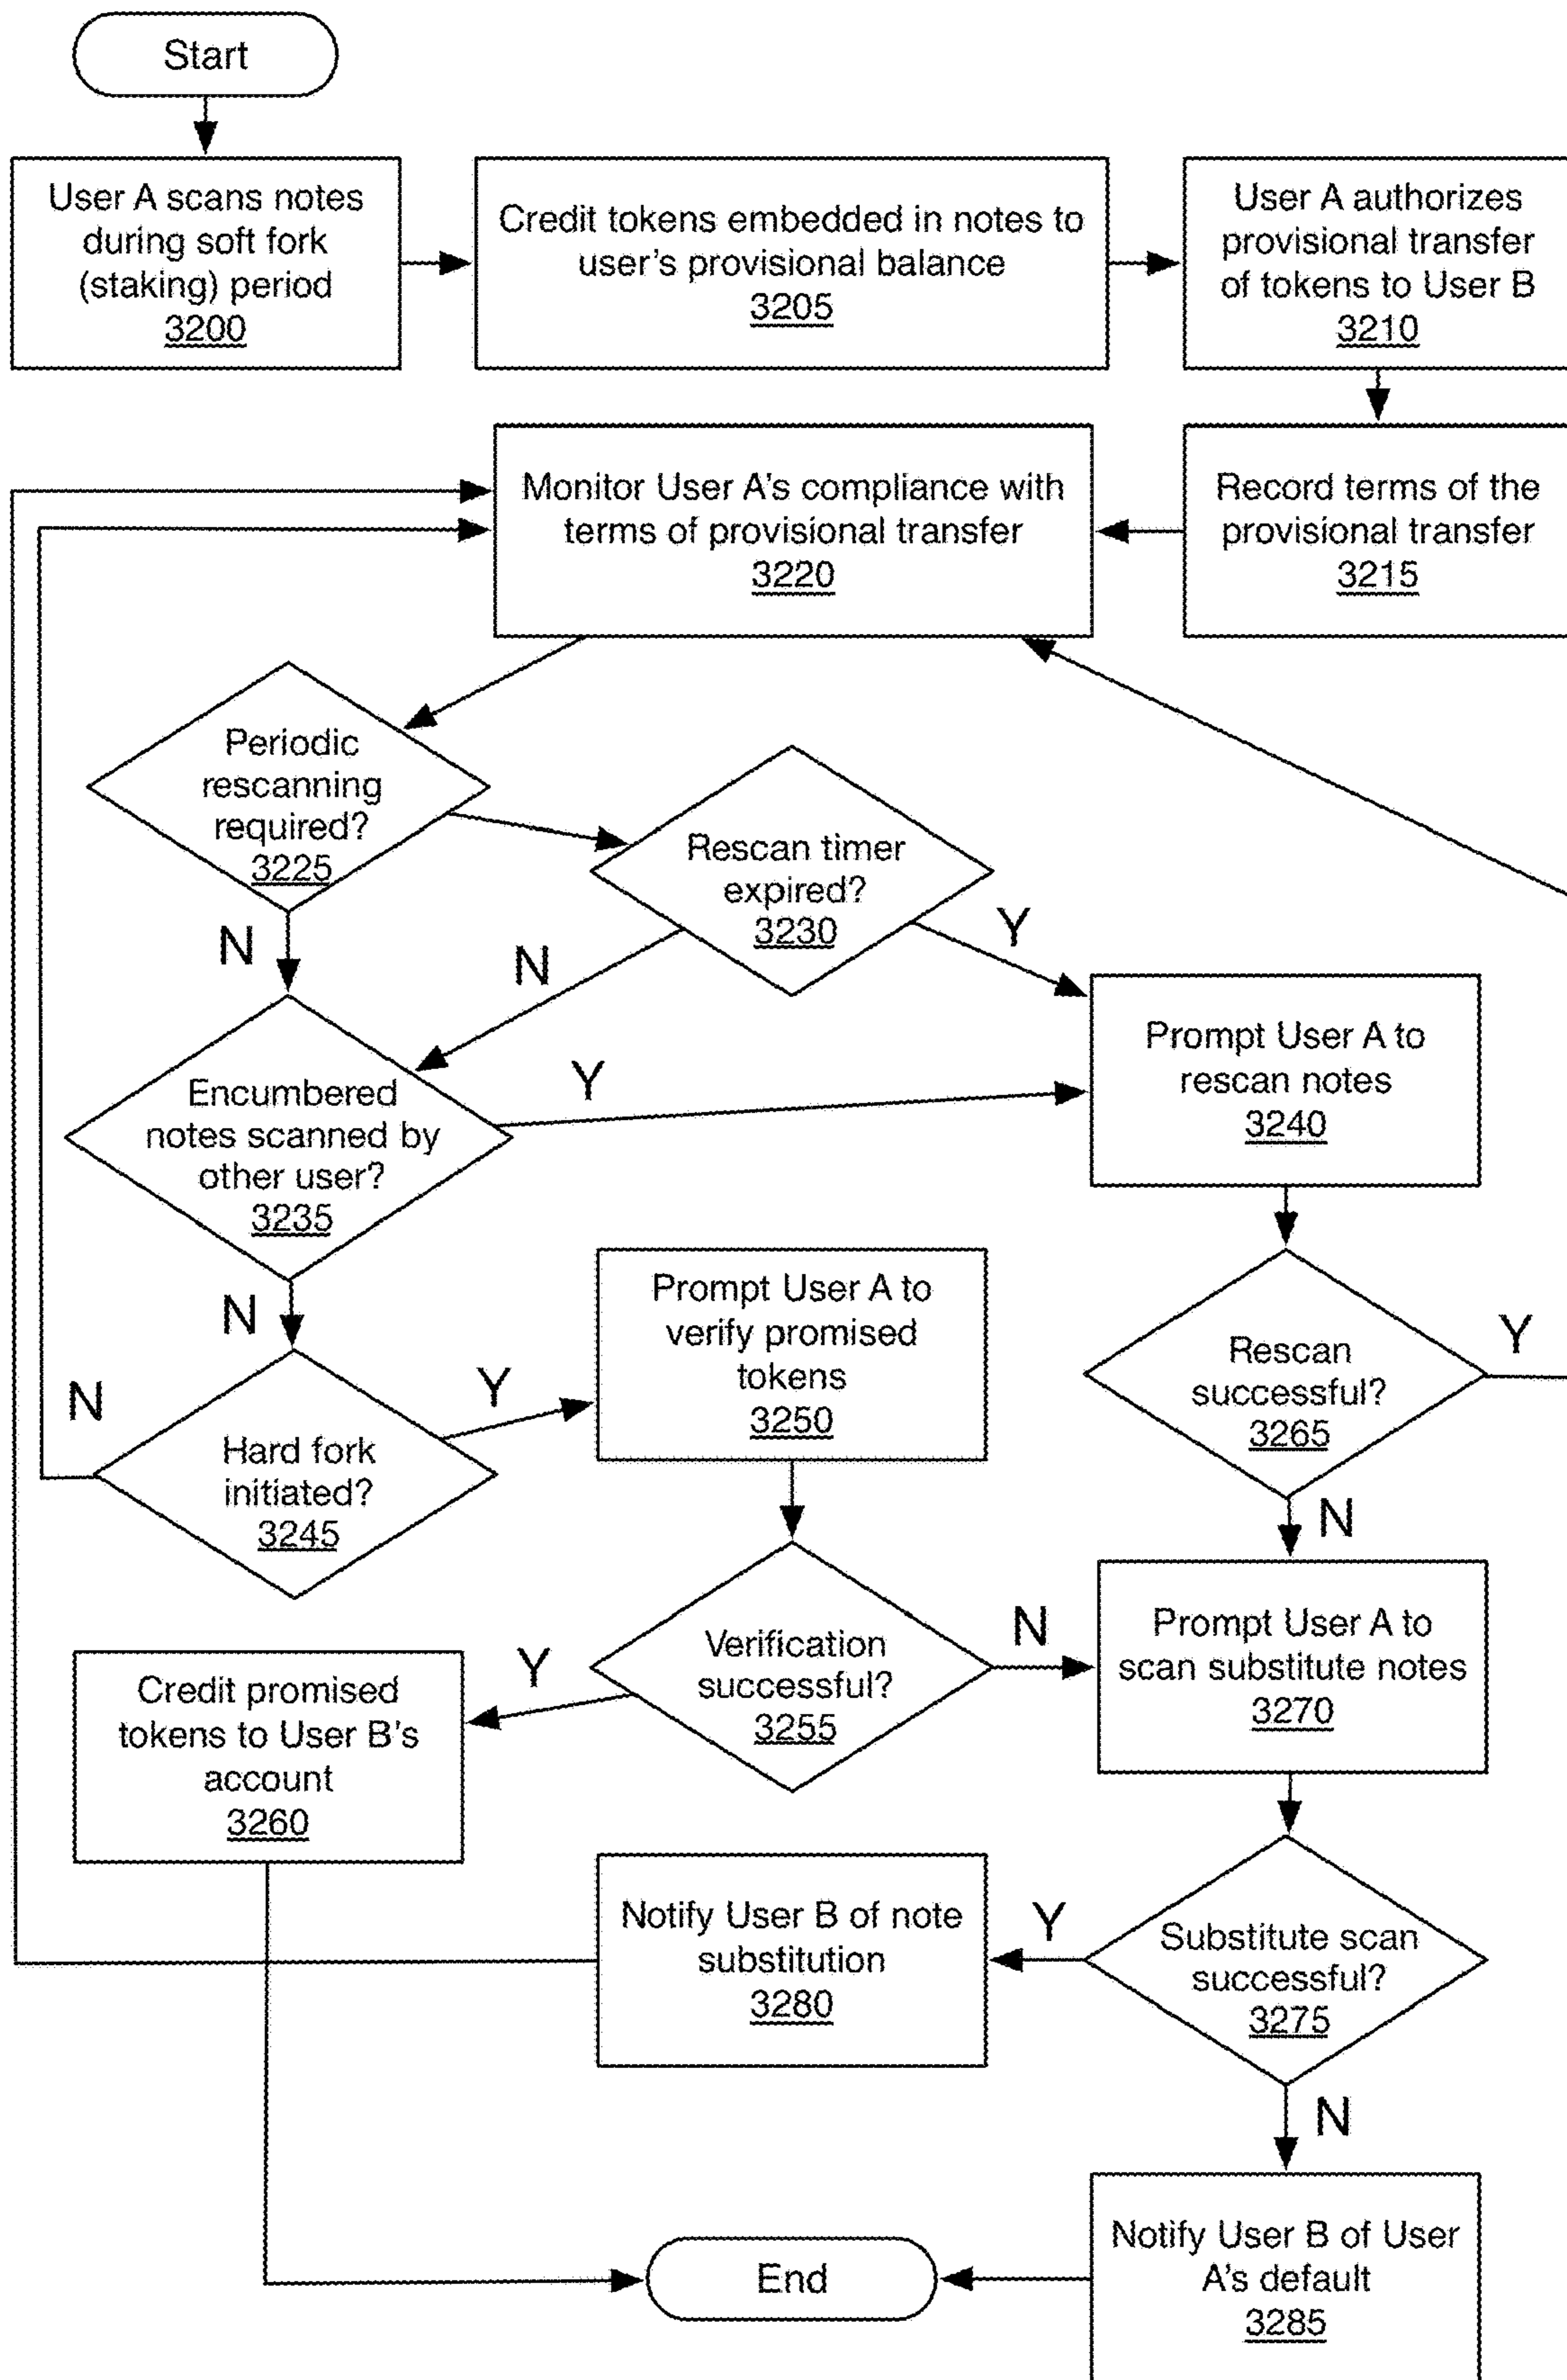 Start
User A scans notes
during soft fork
(staking) period
3200
Credit tokens embedded in notes to
user's provisional balance
3205
User A authorizes
provisional transfer
of tokens to User B
3210
Monitor User A's compliance with
terms of provisional transfer
3220
Record terms of the
provisional transfer
3215
Periodic
rescanning
required?
3225
Rescan timer
expired?
3230
Y
N
N
Encumbered
notes scanned by
other user?
3235
Y
Prompt User A to
rescan notes
3240
N
Prompt User A to
verify promised
tokens
3250
Rescan
successful?
3265
Y
N
Y
Hard fork
initiated?
3245
N
Verification
successful?
3255
N
Y
Prompt User A to
scan substitute notes
3270
Credit promised
tokens to User B's
account
3260
Notify User B of note
substitution
3280
Y
Substitute scan
successful?
3275
N
End
Notify User B of User
A's default
3285